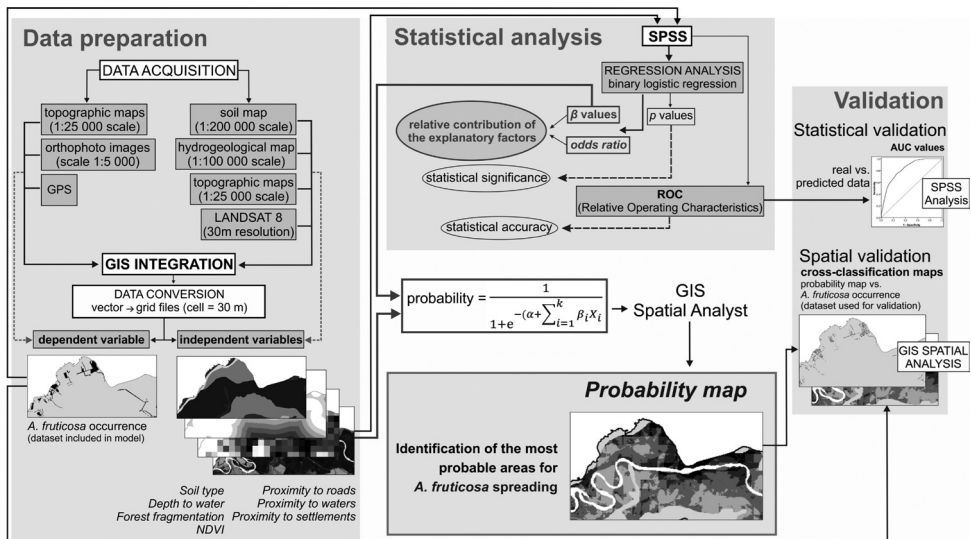 Data preparation
DATA ACQUISITION
topographic maps
(1:25 000 scale)
orthophoto images
(scale 1:5 000)
GPS
soil map
(1:200 000 scale)
hydrogeological map
(1:100 000 scale)
topographic maps
(1:25 000 scale)
LANDSAT 8
(30m resolution)
GIS INTEGRATION
DATA CONVERSION
vector→grid files (cell = 30 m)
dependent variable
independent variables
A. fruticosa occurrence
(dataset included in model)
Soil type
Depth to water
Forest fragmentation
NDVI
Proximity to roads
Proximity to waters
Proximity to settlements
Statistical analysis
SPSS
REGRESSION ANALYSIS
binary logistic regression
relative contribution
of the explanatory
factors
β values
odds ratio
p values
statistical significance
ROC
(Relative Operating Characteristics)
statistical accuracy
probability = 1 / 1+e^-(α+∑_{i=1}^{k} β_i X_i
GIS
Spatial Analyst
Probability map
Identification of the most
probable areas for
A. fruticosa spreading
Validation
Statistical validation
AUC values
real vs.
predicted data
SPSS
Analysis
Spatial validation
cross-classification maps
probability map vs.
A. fruticosa occurrence
(dataset used for validation)
GIS SPATIAL
ANALYSIS